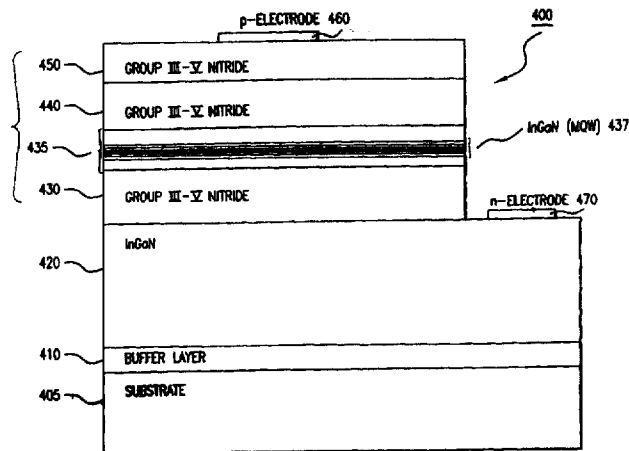 p-ELECTRODE 460
400
450
GROUP III-V NITRIDE
440
GROUP III-V NITRIDE
435
InGaN (MQW) 437
430
GROUP III-V NITRIDE
n-ELECTRODE 470
InGaN
420
410
BUFFER LAYER
405
SUBSTRATE